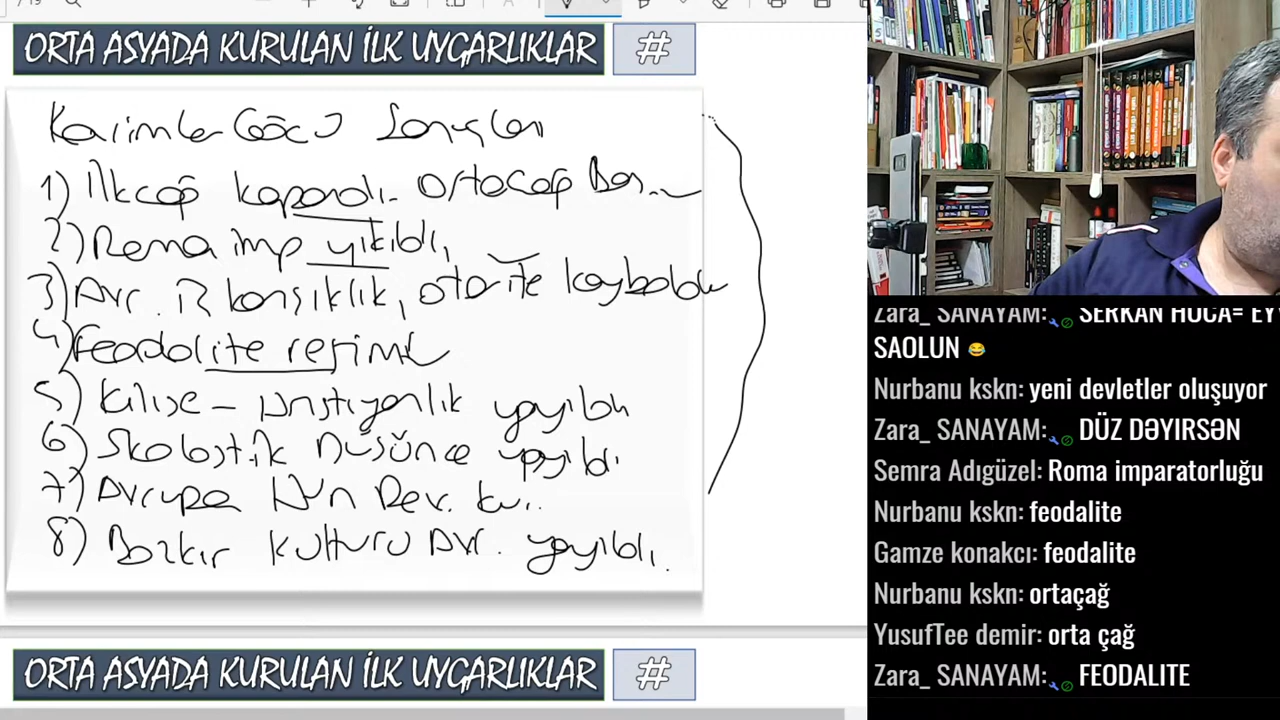 ORTA ASYADA KURULAN İLK UYGARLIKLAR #
Kavimler Göçü Sonuçları
1) İlkçağ kapandı. Ortaçağ Baş..
2) Roma imp yıkıldı,
3) Avr. karışıklık, otorite kayboldu
4) Feodalite rejimi
5) Kilise - Hristiyanlık yayıldı
6) Skolastik Düşünce yayıldı
7) Avrupa Hun Dev. kur.
8) Bozkır kültürü Avr. yayıldı.
ORTA ASYADA KURULAN İLK UYGARLIKLAR #
Zara_ SANAYAM: SERKAN HOCA= EY
SAOLUN 😂
Nurbanu kskn: yeni devletler oluşuyor
Zara_ SANAYAM: DÜZ DƏYIRSƏN
Semra Adıgüzel: Roma imparatorluğu
Nurbanu kskn: feodalite
Gamze konakcı: feodalite
Nurbanu kskn: ortaçağ
YusufTee demir: orta çağ
Zara_ SANAYAM: FEODALITE